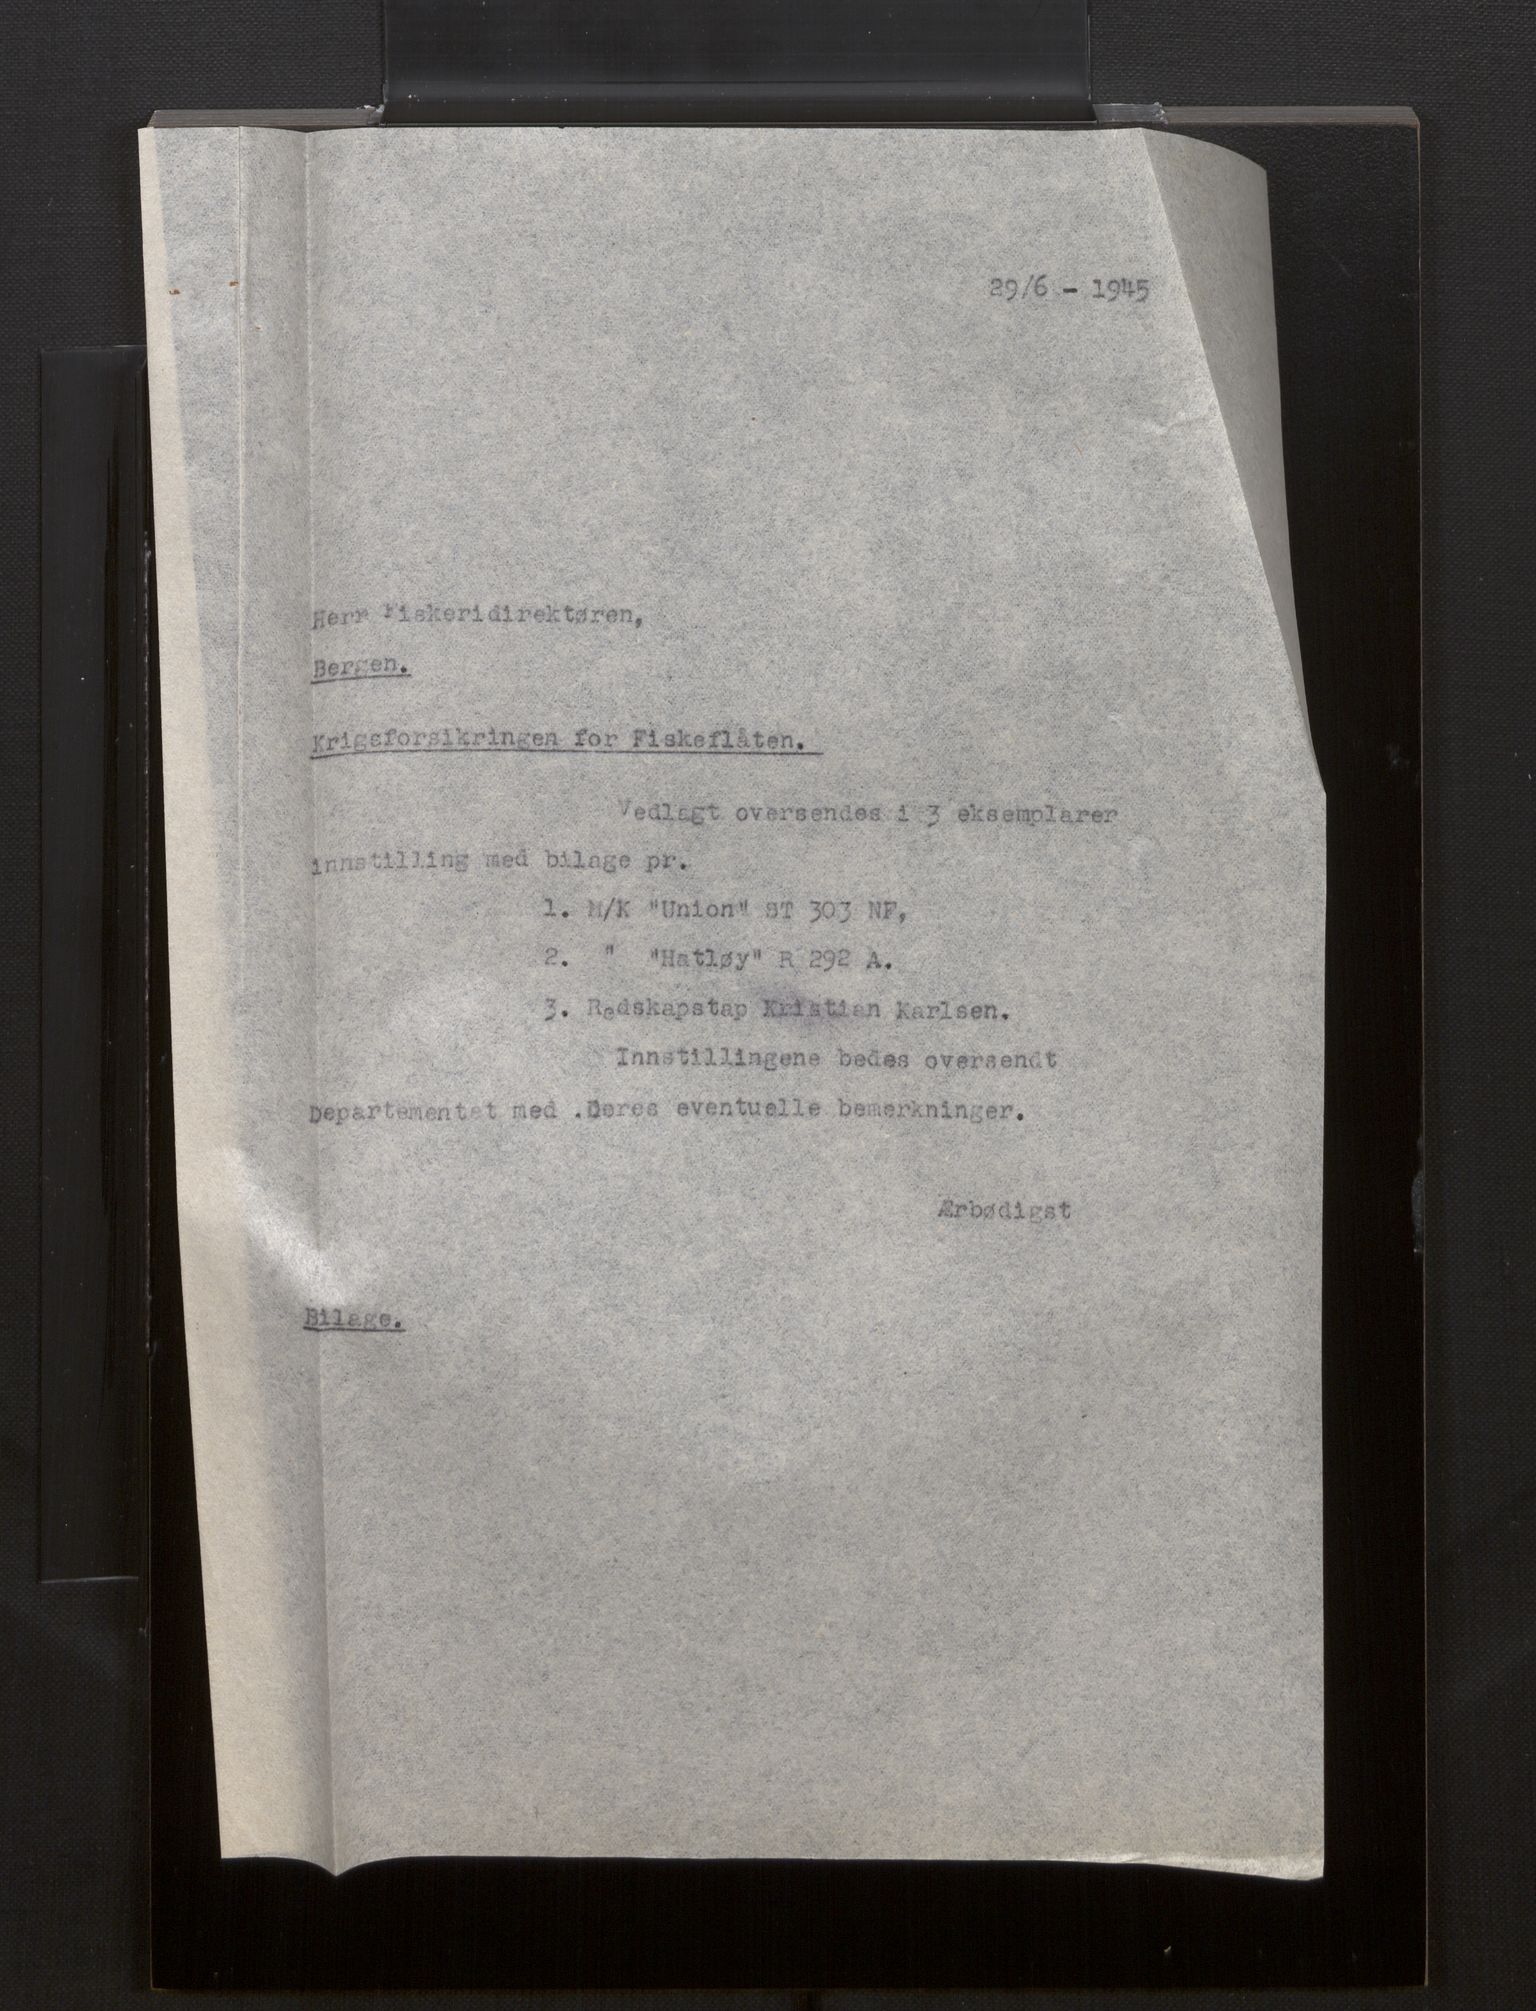 29/6 - 1945
Herr Fiskeridirektøren,
Bergen.
Krigsforsikringen for Fiskeflåten.
Vedlagt oversendes i 3 eksemplarer
innstilling med bilage pr.
1. M/K "Union" ST 303 NF,
2. " "Hatløy" R 292 A.
3. Redskapstap Kristian Karlsen.
Innstillingene bedes oversendt
Departementet med .Deres eventuelle bemerkninger.
Ærbødigst
Bilage.